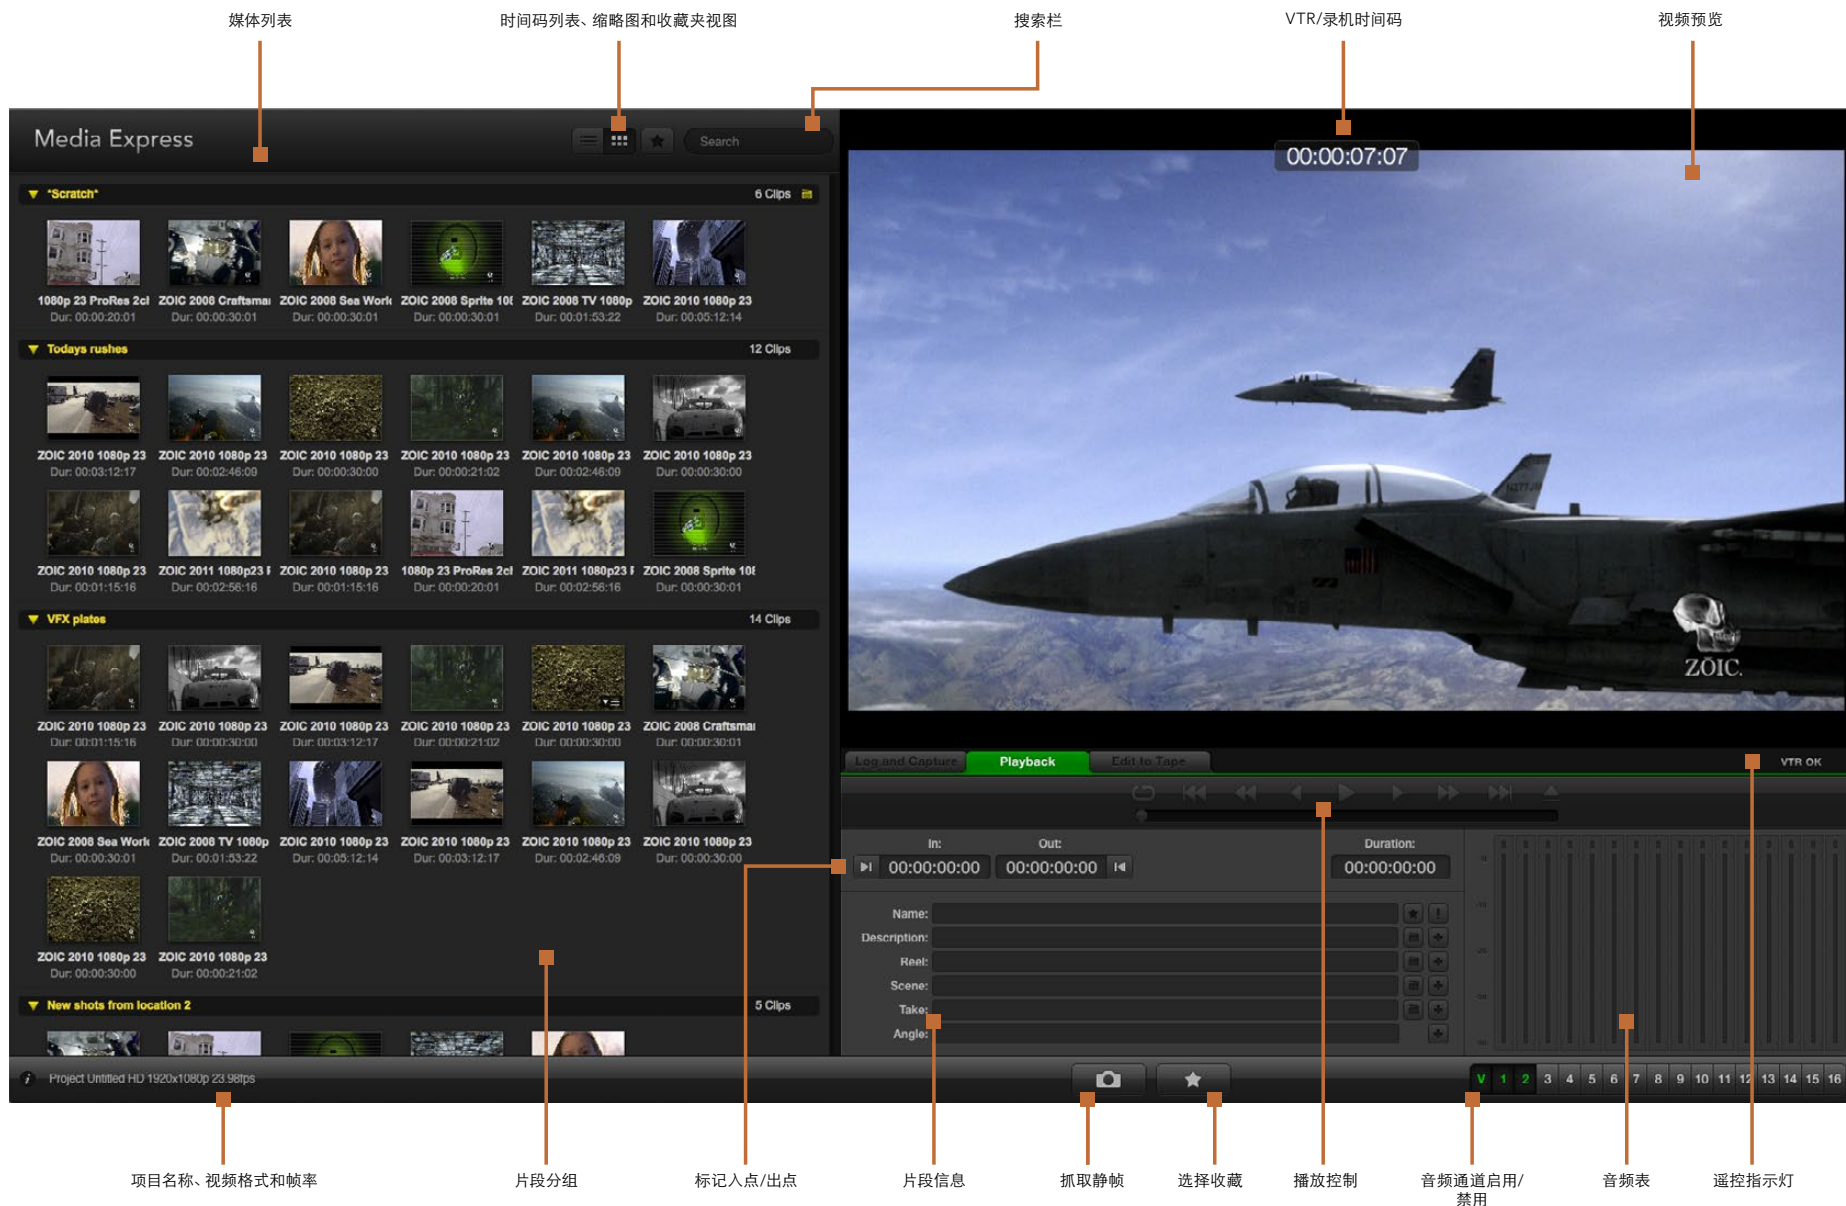 媒体列表
时间码列表、缩略图和收藏夹视图
搜索栏
VTR/录机时间码
视频预览
Media Express
Search
00:00:07:07
*Scratch*
6 Clips
1080p 23 ProRes 2cl
ZOIC 2008 Craftsmai
ZOIC 2008 Sea Work
ZOIC 2008 Sprite 10
ZOIC 2008 TV 1080p
ZOIC 2010 1080p 23
Dur: 00:00:20:01
Dur: 00:00:30:01
Dur: 00:00:30:01
Dur: 00:00:30:01
Dur: 00:01:53:22
Dur: 00:05:12:14
Todays rushes
12 Clips
ZOIC 2010 1080p 23
ZOIC 2010 1080p 23
ZOIC 2010 1080p 23
ZOIC 2010 1080p 23
ZOIC 2010 1080p 23
ZOIC 2010 1080p 23
Dur: 00:03:12:17
Dur: 00:02:46:09
Dur: 00:00:30:00
Dur: 00:00:21:02
Dur: 00:02:46:09
Dur: 00:00:30:00
ZOIC 2010 1080p 23
ZOIC 2011 1080p23
ZOIC 2010 1080p 23
1080p 23 ProRes 2cl
ZOIC 2011 1080p23
ZOIC 2008 Sprite 10
Dur: 00:01:15:16
Dur: 00:02:56:16
Dur: 00:01:15:16
Dur: 00:00:20:01
Dur: 00:02:56:16
Dur: 00:00:30:01
VFX plates
14 Clips
ZOIC 2010 1080p 23
ZOIC 2010 1080p 23
ZOIC 2010 1080p 23
ZOIC 2010 1080p 23
ZOIC 2010 1080p 23
ZOIC 2008 Craftsmai
Dur: 00:01:15:16
Dur: 00:00:30:00
Dur: 00:03:12:17
Dur: 00:00:21:02
Dur: 00:00:30:00
Dur: 00:00:30:01
ZOIC 2008 Sea Work
ZOIC 2008 TV 1080p
ZOIC 2010 1080p 23
ZOIC 2010 1080p 23
ZOIC 2010 1080p 23
ZOIC 2010 1080p 23
Dur: 00:00:30:01
Dur: 00:01:53:22
Dur: 00:05:12:14
Dur: 00:03:12:17
Dur: 00:02:46:09
Dur: 00:00:30:00
ZOIC 2010 1080p 23
ZOIC 2010 1080p 23
Dur: 00:00:30:00
Dur: 00:00:21:02
New shots from location 2
5 Clips
Project Untitled HD 1920x1080p 23.98fps
ZOIC.
Log and Capture
Playback
Edit to Tape
VTR OK
In:
Out:
Duration:
00:00:00:00
00:00:00:00
00:00:00:00
Name:
Description:
Reel:
Scene:
Take:
Angle:
V 1 2 3 4 5 6 7 8 9 10 11 12 13 14 15 16
项目名称、视频格式和帧率
片段分组
标记入点/出点
片段信息
抓取静帧
选择收藏
播放控制
音频通道启用/
禁用
音频表
遥控指示灯